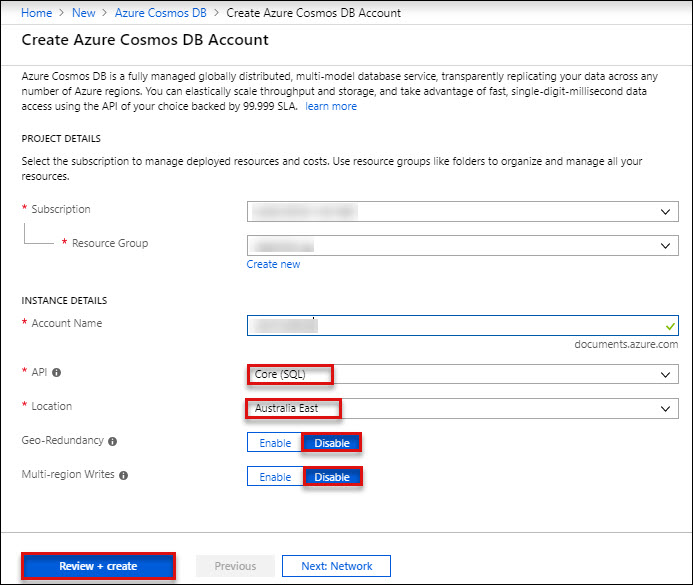 Home > New > Azure Cosmos DB > Create Azure Cosmos DB Account
Create Azure Cosmos DB Account
Azure Cosmos DB is a fully managed globally distributed, multi-model database service, transparently replicating your data across any
number of Azure regions. You can elastically scale throughput and storage, and take advantage of fast, single-digit-millisecond data
access using the API of your choice backed by 99.999 SLA. learn more
PROJECT DETAILS
Select the subscription to manage deployed resources and costs. Use resource groups like folders to organize and manage all your
resources.
* Subscription
* Resource Group
Create new
INSTANCE DETAILS
* Account Name
documents.azure.com
* API Core (SQL)
* Location Australia East
Geo-Redundancy Enable Disable
Multi-region Writes Enable Disable
Review + create Previous Next: Network